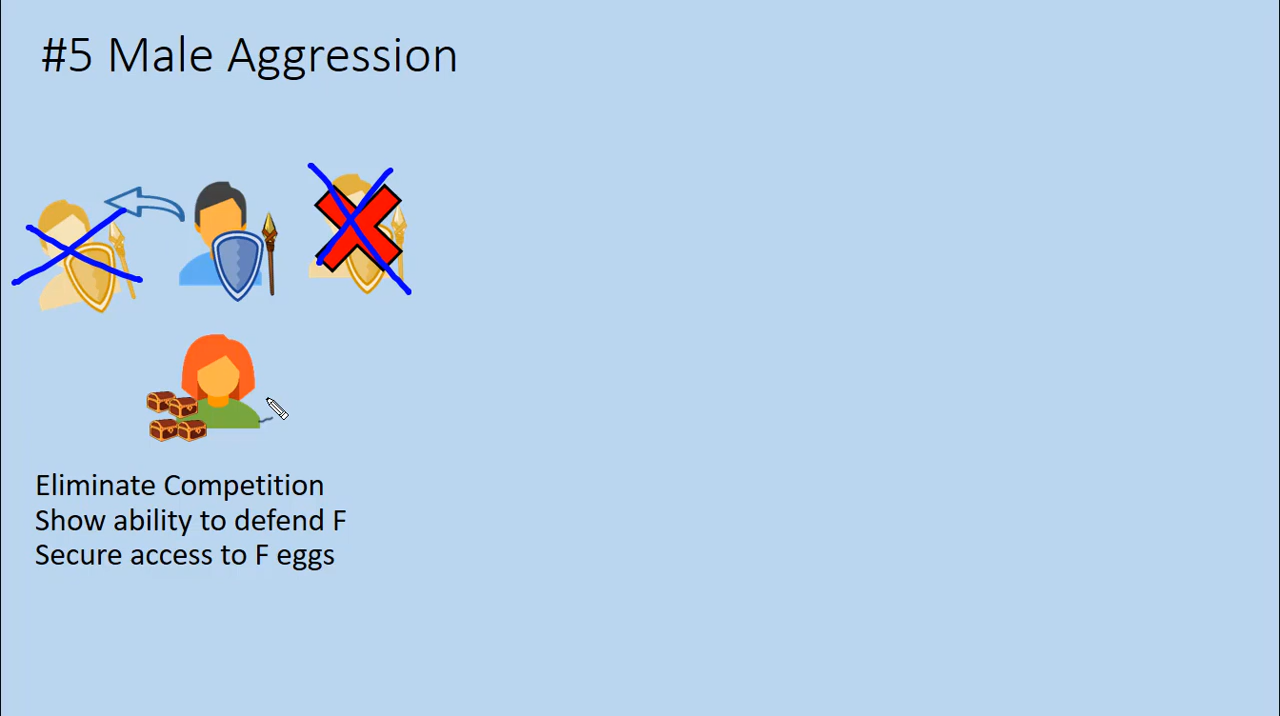 #5 Male Aggression
Eliminate Competition
Show ability to defend F
Secure access to F eggs